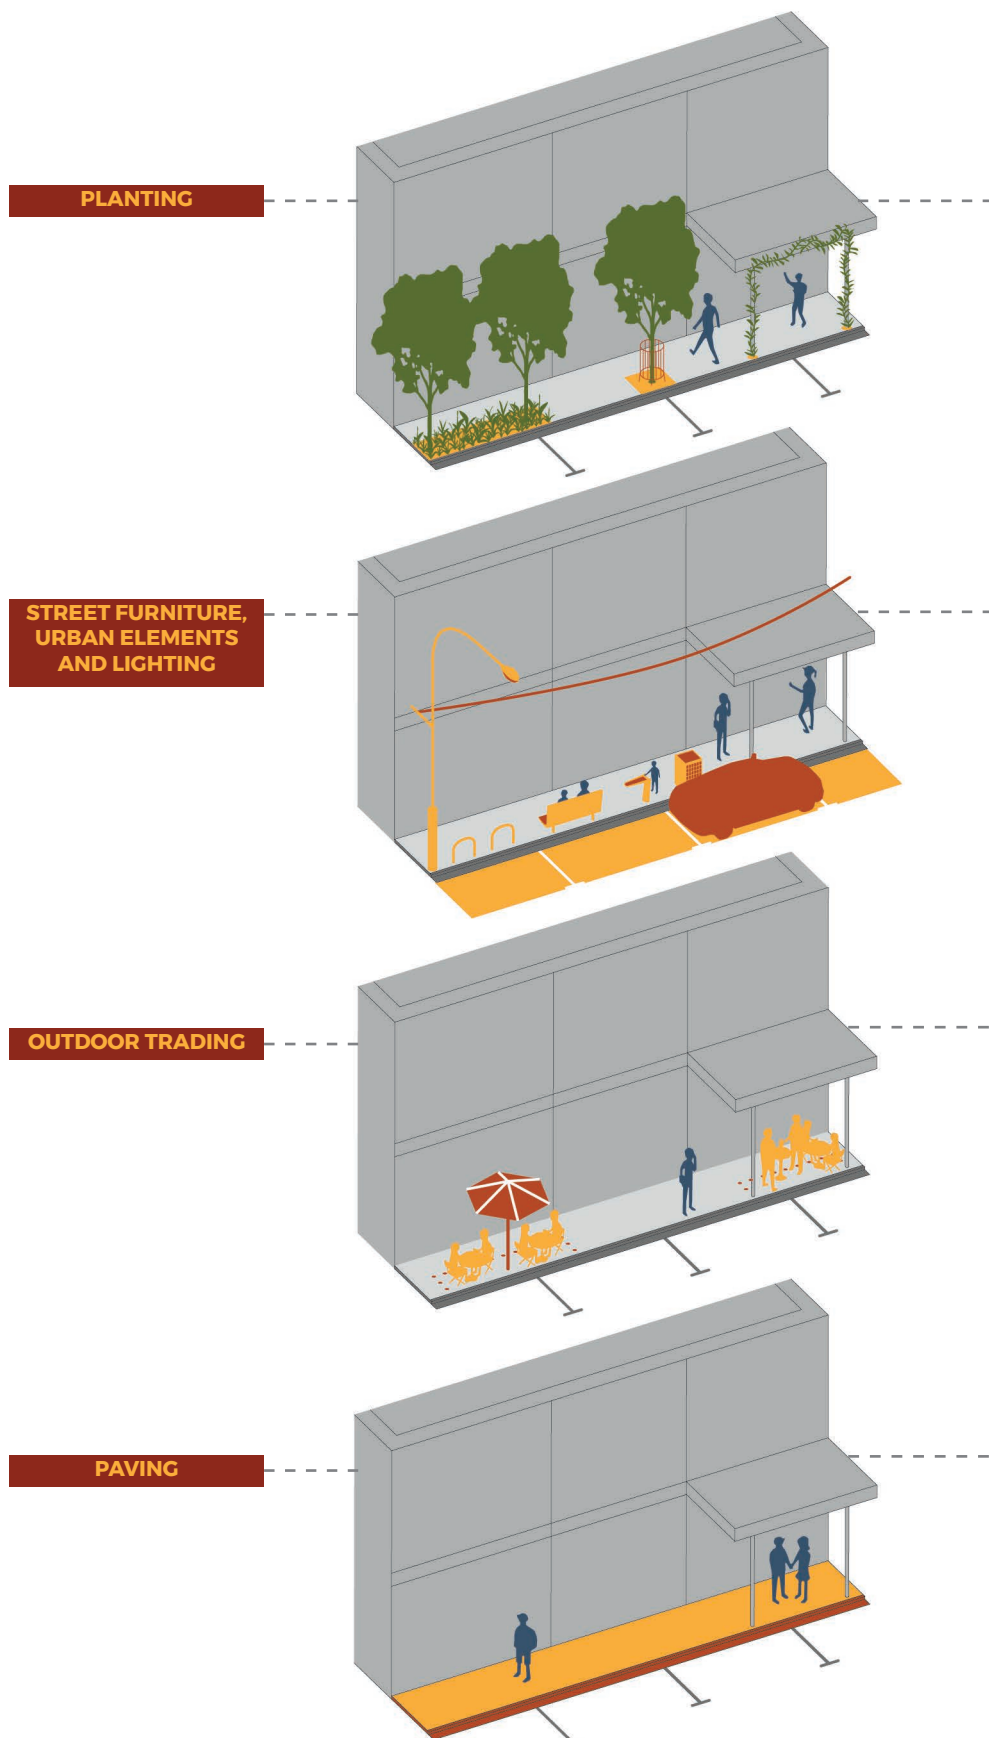 PLANTING
STREET FURNITURE,
URBAN ELEMENTS
AND LIGHTING
OUTDOOR TRADING
PAVING